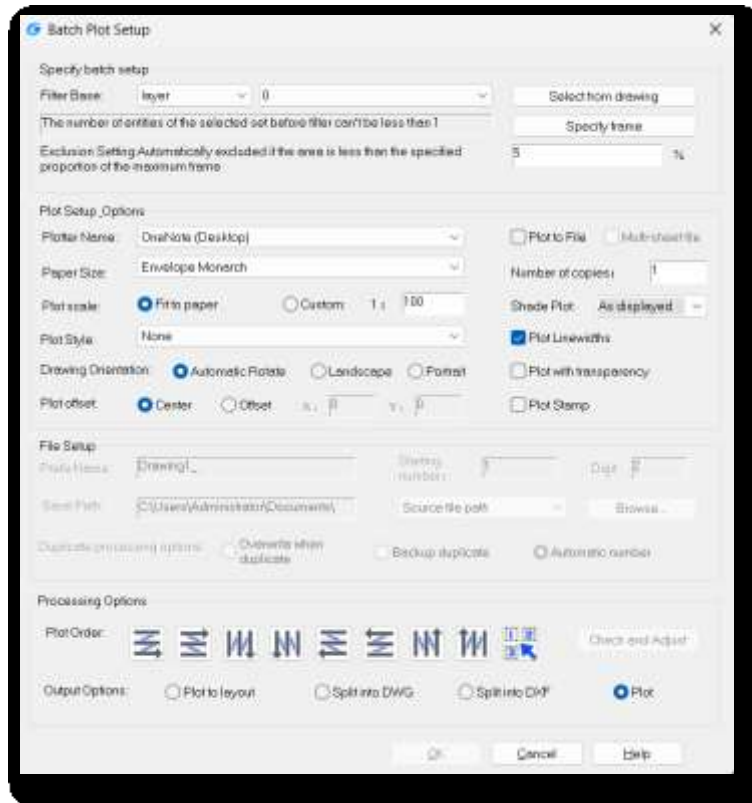 Batch Plot Setup
Specify batch setup
Filter Base: layer 0 Select from drawing
The number of entities of the selected set before filter can't be less than 1 Specify frame
Exclusion Setting:Automatically excluded if the area is less than the specified 5 %
proportion of the maximum frame
Plot Setup_Options
Plotter Name: OneNote (Desktop) Plot to File Multi-sheet file
Paper Size: Envelope Monarch Number of copies: 1
Plot scale: Fit to paper Custom 1 : 100 Shade Plot: As displayed
Plot Style: None Plot Linewidths
Drawing Orientation: Automatic Rotate Landscape Portrait Plot with transparency
Plot offset: Center Offset X : 0 Y : 0 Plot Stamp
File Setup
Prefix Name: Drawing1_ Starting Digit
number:
Save Path: C:\Users\Administrator\Documents\ Source file path Browse...
Duplicate processing options: Overwrite when Backup duplicate Automatic number
duplicate
Processing Options
Plot Order: 1 2 3 Check and Adjust
Output Options: Plot to layout Split into DWG Split into DXF Plot
OK Cancel Help